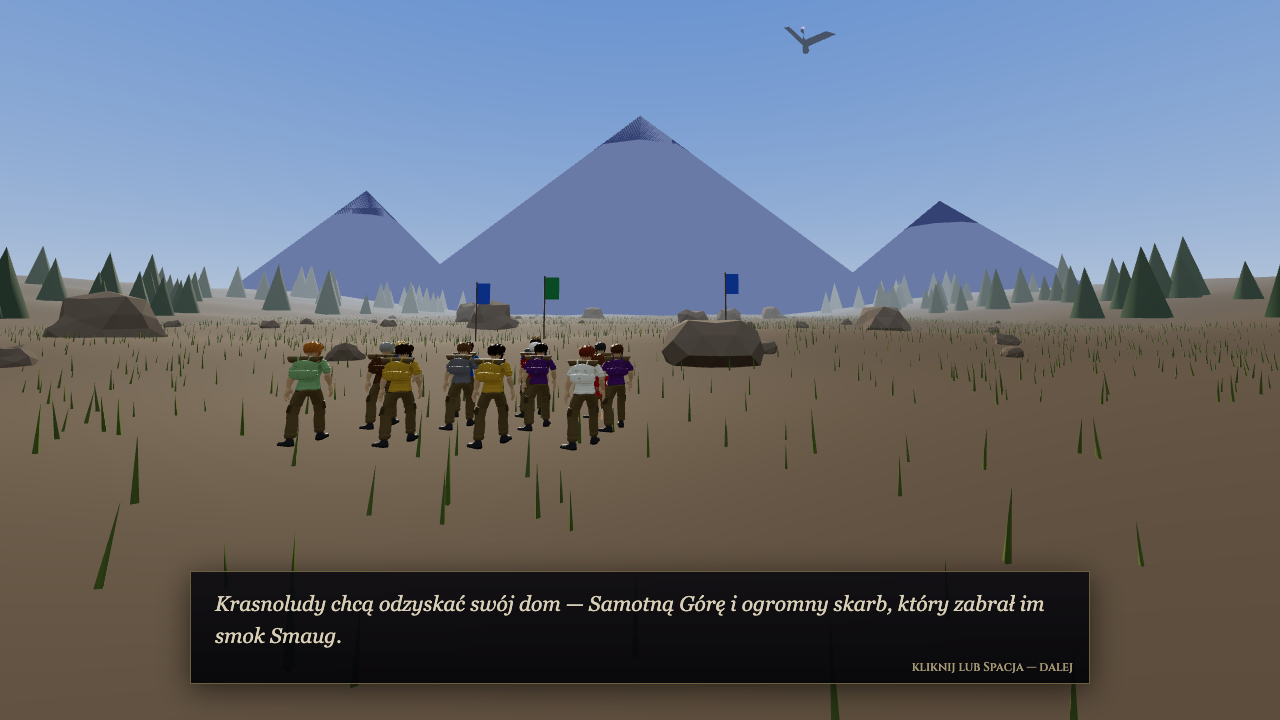 Krasnoludy chcą odzyskać swój dom — Samotną Górę i ogromny skarb, który zabrał im
smok Smaug.
KLIKNIJ LUB SPACJA — DALEJ